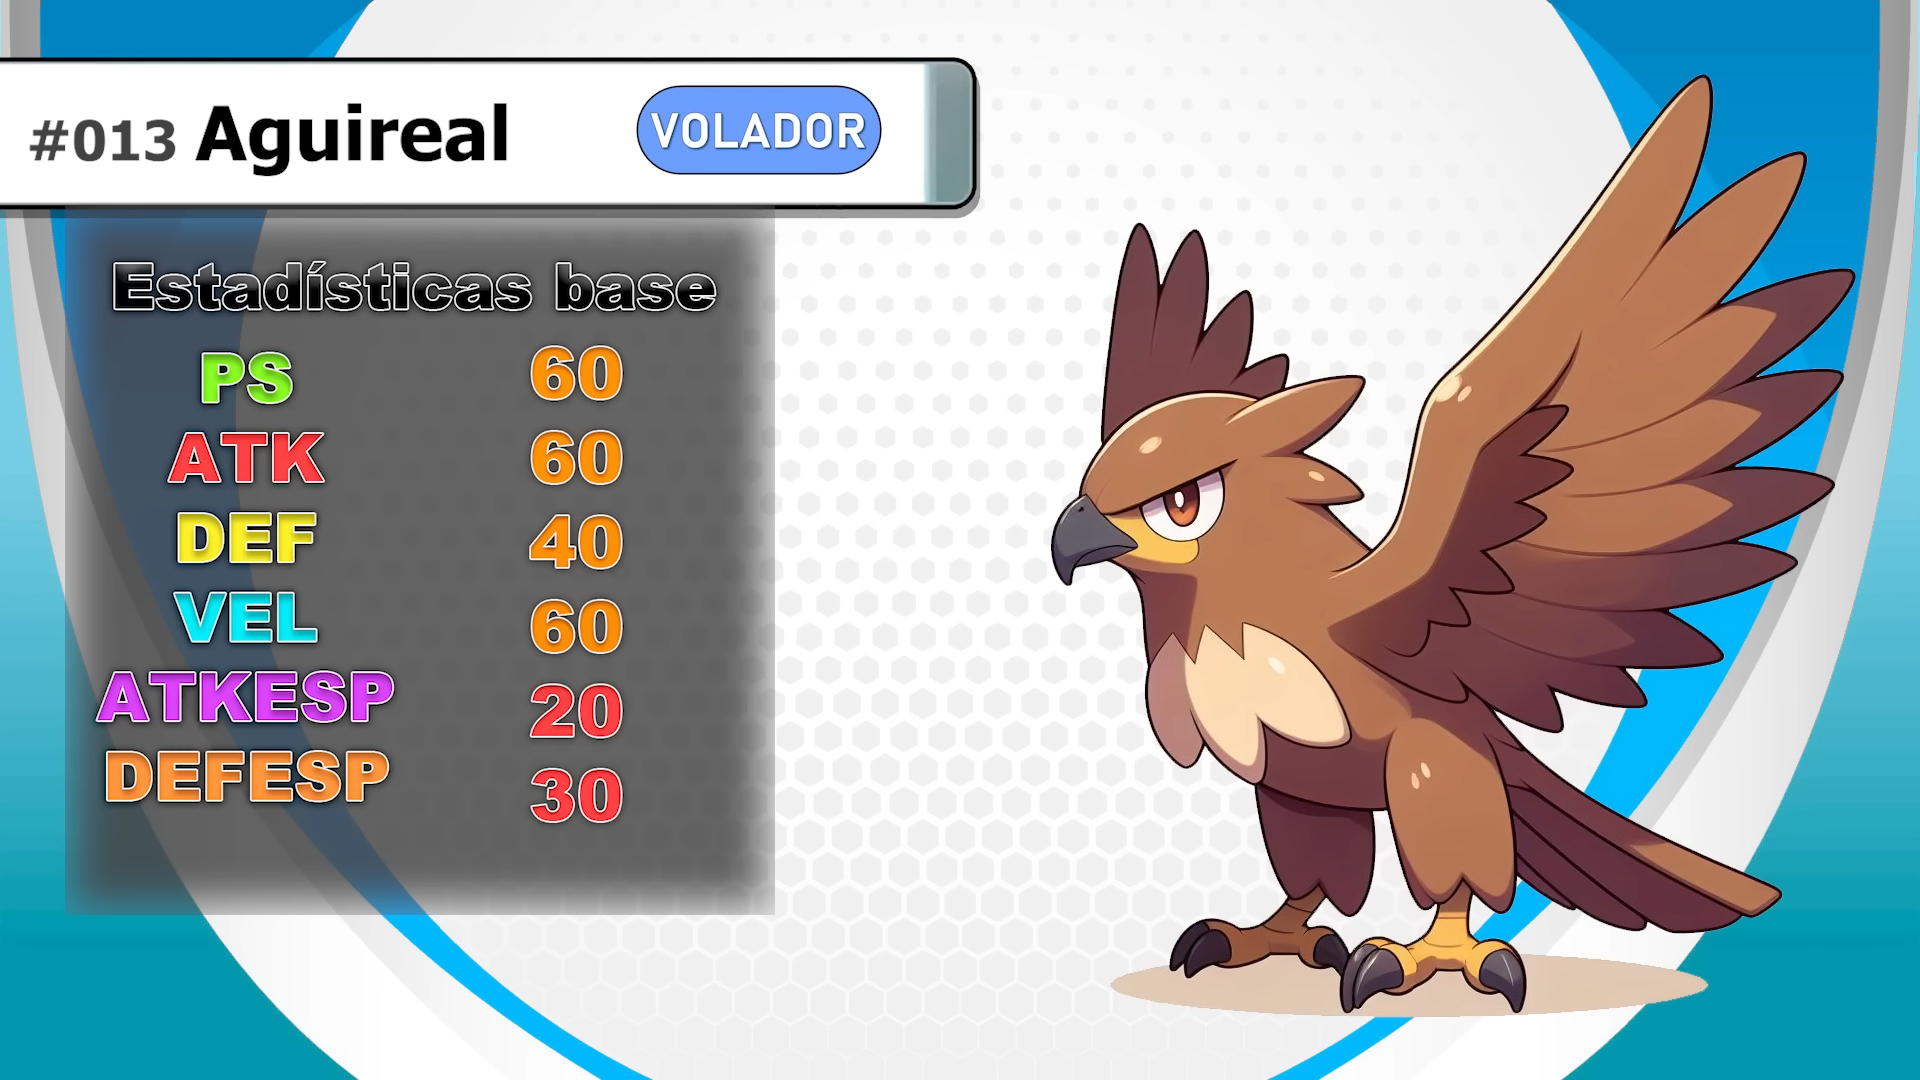 #013 Aguireal VOLADOR
Estadísticas base
PS 60
ATK 60
DEF 40
VEL 60
ATKESP 20
DEFESP 30